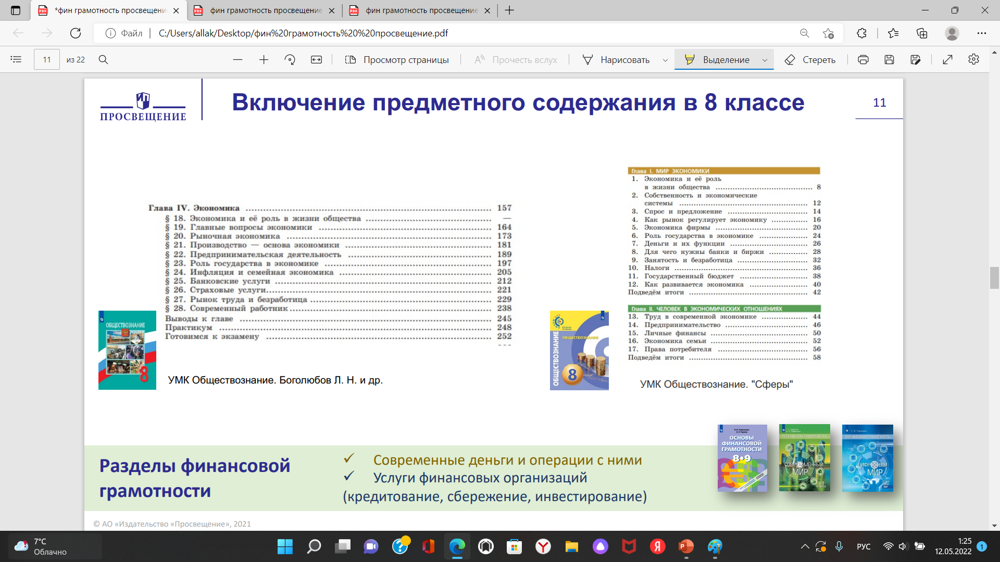 *фин грамотность просвещени
фин грамотность просвещение
фин грамотность просвещение
Файл
C:/Users/allak/Desktop/фин%20грамотность%20%20просвещение.pdf
11
из 22
Просмотр страницы
Прочесть вслух
Нарисовать
Выделение
Стереть
ПРОСВЕЩЕНИЕ
Включение предметного содержания в 8 классе
11
Глава IV. Экономика 157
§ 18. Экономика и её роль в жизни общества —
§ 19. Главные вопросы экономики 164
§ 20. Рыночная экономика 173
§ 21. Производство — основа экономики 181
§ 22. Предпринимательская деятельность 189
§ 23. Роль государства в экономике 197
§ 24. Инфляция и семейная экономика 205
§ 25. Банковские услуги 212
§ 26. Страховые услуги 221
§ 27. Рынок труда и безработица 229
§ 28. Современный работник 238
Выводы к главе 245
Практикум 248
Готовимся к экзамену 252
ОБЩЕСТВОЗНАНИЕ
8
УМК Обществознание. Боголюбов Л. Н. и др.
Глава I. МИР ЭКОНОМИКИ
1. Экономика и её роль
в жизни общества 8
2. Собственность и экономические
системы 12
3. Спрос и предложение 14
4. Как рынок регулирует экономику 16
5. Экономика фирмы 20
6. Роль государства в экономике 24
7. Деньги и их функции 26
8. Для чего нужны банки и биржи 28
9. Занятость и безработица 32
10. Налоги 36
11. Государственный бюджет 38
12. Как развивается экономика 40
Подведём итоги 42
Глава II. ЧЕЛОВЕК В ЭКОНОМИЧЕСКИХ ОТНОШЕНИЯХ
13. Труд в современной экономике 44
14. Предпринимательство 46
15. Личные финансы 50
16. Экономика семьи 52
17. Права потребителя 56
Подведём итоги 58
ОБЩЕСТВОЗНАНИЕ
ОБЩЕСТВОЗНАНИЕ
8
УМК Обществознание. "Сферы"
ОСНОВЫ
ФИНАНСОВОЙ
ГРАМОТНОСТИ
8•9
ФИНАНСОВАЯ ГРАМОТНОСТЬ
СОВРЕМЕННЫЙ
МИР
ФИНАНСОВАЯ ГРАМОТНОСТЬ
ЦИФРОВОЙ
МИР
Разделы финансовой
грамотности
✓ Современные деньги и операции с ними
✓ Услуги финансовых организаций
(кредитование, сбережение, инвестирование)
© АО «Издательство «Просвещение», 2021
7°C
Облачно
РУС
1:25
12.05.2022
1